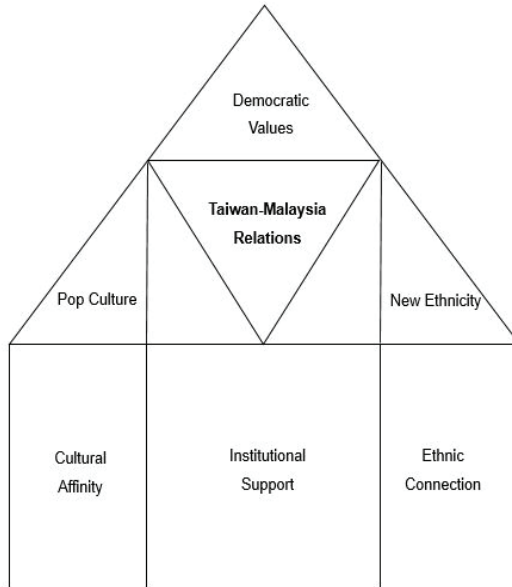 Democratic
Values
Taiwan-Malaysia
Relations
Pop Culture
New Ethnicity
Cultural
Affinity
Institutional
Support
Ethnic
Connection